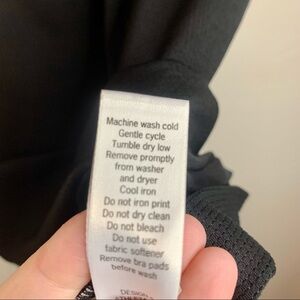 Machine wash cold
Gentle cycle
Tumble dry low
Remove promptly
from washer
and dryer
Cool iron
Do not iron print
Do not dry clean
Do not bleach
Do not use
fabric softener
Remove bra pads
before wash